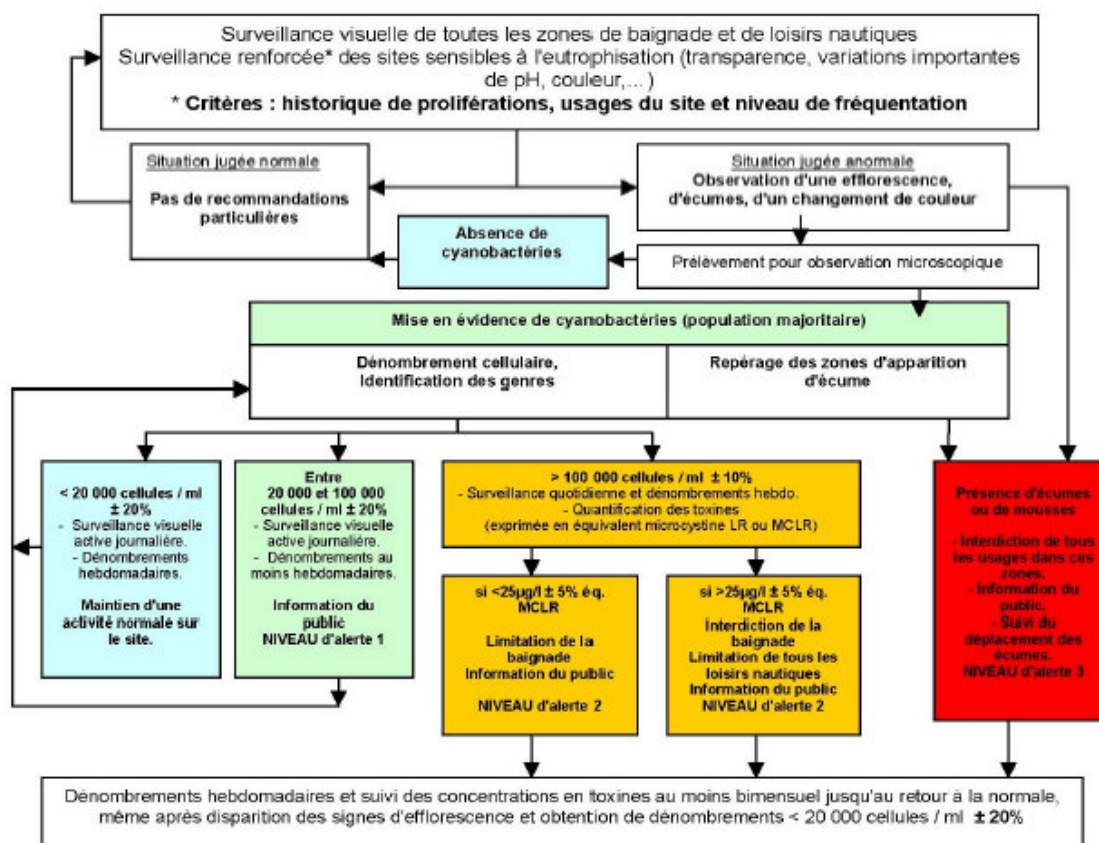 Surveillance visuelle de toutes les zones de baignade et de loisirs nautiques
Surveillance renforcée* des sites sensibles à l'eutrophisation (transparence, variations importantes
de pH, couleur,... )
* Critères : historique de proliférations, usages du site et niveau de fréquentation
Situation jugée normale
Pas de recommandations
particulières
Situation jugée anormale
Observation d'une efflorescence,
d'écumes, d'un changement de couleur
Absence de
cyanobactéries
Prélèvement pour observation microscopique
Mise en évidence de cyanobactéries (population majoritaire)
Dénombrement cellulaire,
Identification des genres
Repérage des zones d'apparition
d'écume
< 20 000 cellules / ml
± 20%
- Surveillance visuelle
active journalière.
- Dénombrements
hebdomadaires.
Maintien d'une
activité normale sur
le site.
Entre
20 000 et 100 000
cellules / ml ± 20%
- Surveillance visuelle
active journalière.
- Dénombrements au
moins hebdomadaires.
Information du
public
NIVEAU d'alerte 1
> 100 000 cellules / ml ± 10%
- Surveillance quotidienne et dénombrements hebdo.
- Quantification des toxines
(exprimée en équivalent microcystine LR ou MCLR)
si <25µg/l ± 5% éq.
MCLR
Limitation de la
baignade
Information du public
NIVEAU d'alerte 2
si >25µg/l ± 5% éq.
MCLR
Interdiction de la
baignade
Limitation de tous les
loisirs nautiques
Information du public
NIVEAU d'alerte 2
Présence d'écumes
ou de mousses
- Interdiction de tous
les usages dans ces
zones.
- Information du
public.
- Suivi du
déplacement des
écumes.
NIVEAU d'alerte 3
Dénombrements hebdomadaires et suivi des concentrations en toxines au moins bimensuel jusqu'au retour à la normale,
même après disparition des signes d'efflorescence et obtention de dénombrements < 20 000 cellules / ml ± 20%